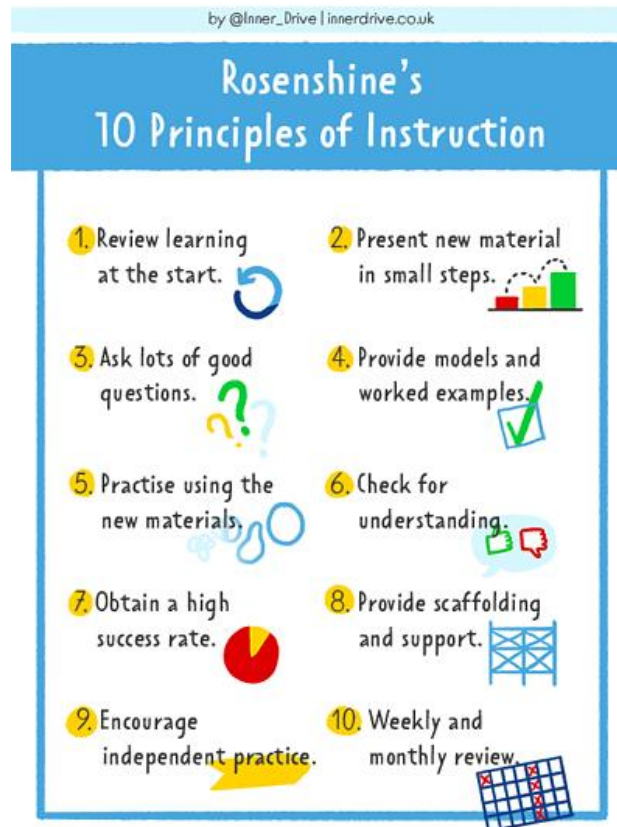 by @Inner_Drive | innerdrive.co.uk
Rosenshine's
10 Principles of Instruction
1. Review learning
at the start.
2. Present new material
in small steps.
3. Ask lots of good
questions.
4. Provide models and
worked examples.
5. Practise using the
new materials.
6. Check for
understanding.
7. Obtain a high
success rate.
8. Provide scaffolding
and support.
9. Encourage
independent practice.
10. Weekly and
monthly review.